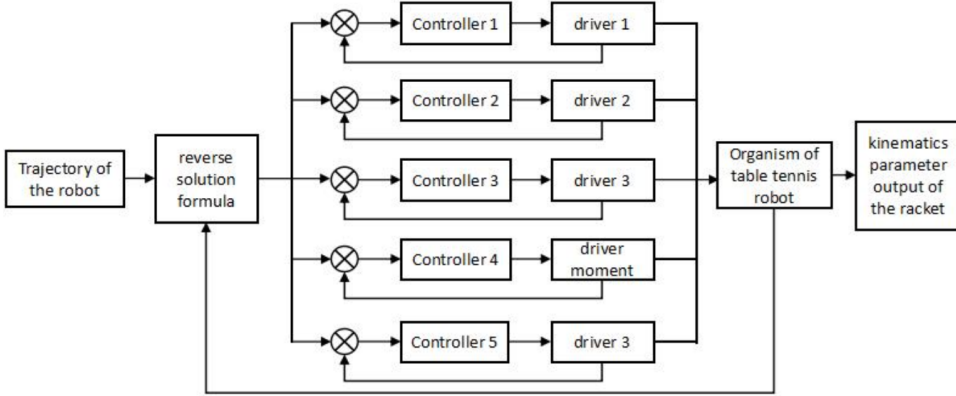 Controller 1
driver 1
Controller 2
driver 2
Trajectory of
the robot
reverse
solution
formula
Controller 3
driver 3
Organism of
table tennis
robot
kinematics
parameter
output of
the racket
Controller 4
driver
moment
Controller 5
driver 3